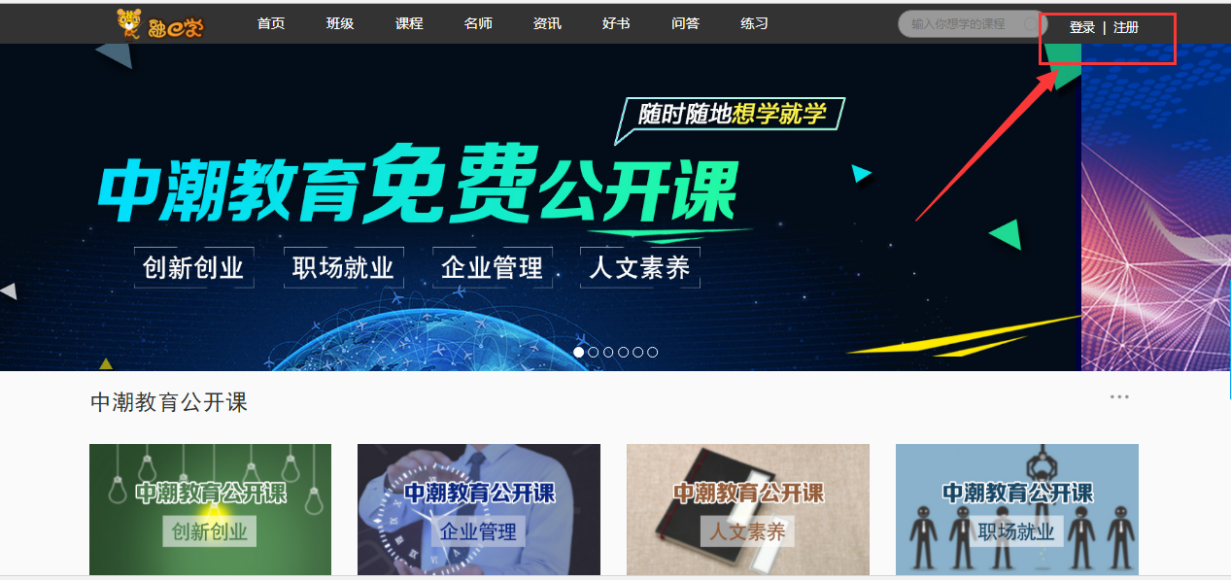 融e学 首页 班级 课程 名师 资讯 好书 问答 练习 输入你想学的课程 登录 | 注册
随时随地想学就学
中潮教育免费公开课
创新创业 职场就业 企业管理 人文素养
中潮教育公开课
中潮教育公开课 中潮教育公开课 中潮教育公开课 中潮教育公开课
创新创业 企业管理 人文素养 职场就业